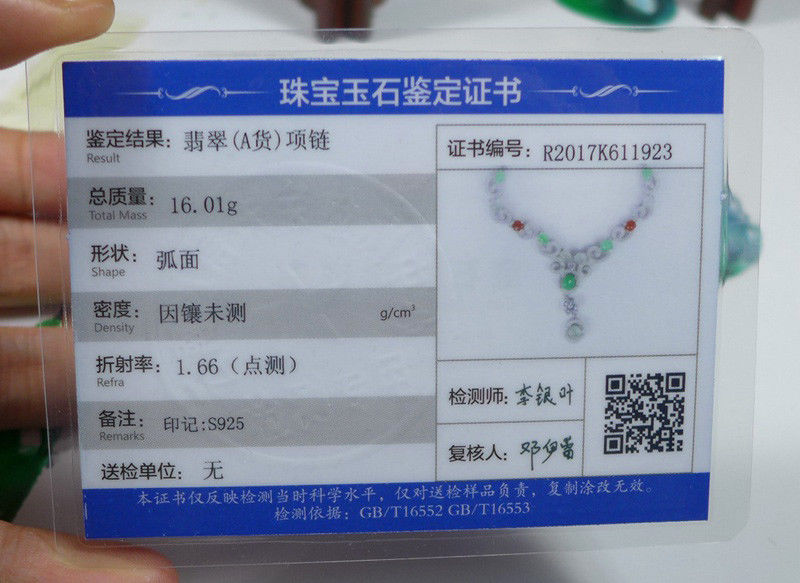 珠宝玉石鉴定证书
鉴定结果: 翡翠(A货)项链
Result
总质量: 16.01g
Total Mass
形状: 弧面
Shape
密度: 因镶未测 g/cm³
Density
折射率: 1.66（点测）
Refra
备注: 印记:S925
Remarks
送检单位: 无
证书编号: R2017K611923
检测师: 李银叶
复核人: 邓伊蕾
本证书仅反映检测当时科学水平，仅对送检样品负责，复制涂改无效。
检测依据: GB/T16552 GB/T16553